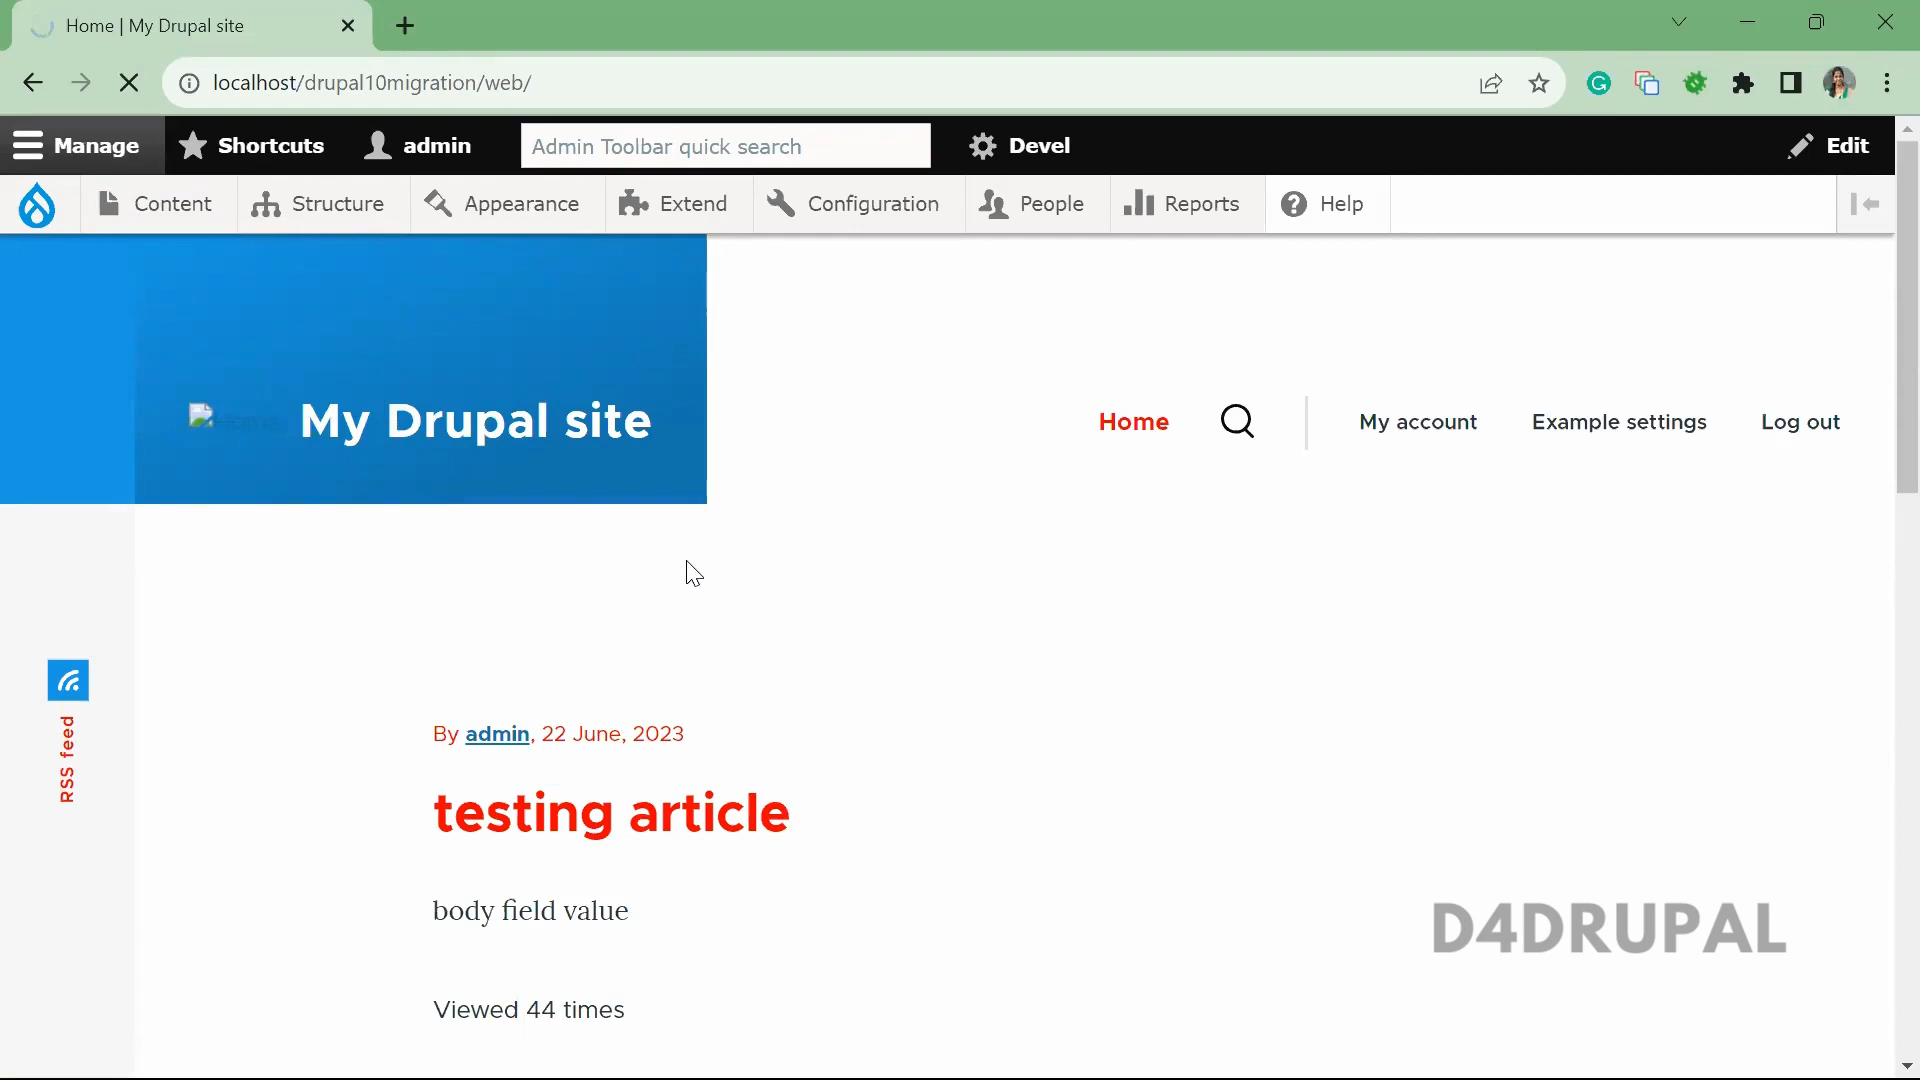 Home | My Drupal site
localhost/drupal10migration/web/
Manage Shortcuts admin Admin Toolbar quick search Devel Edit
Content Structure Appearance Extend Configuration People Reports Help
My Drupal site
Home My account Example settings Log out
RSS feed
By admin, 22 June, 2023
testing article
body field value
D4DRUPAL
Viewed 44 times